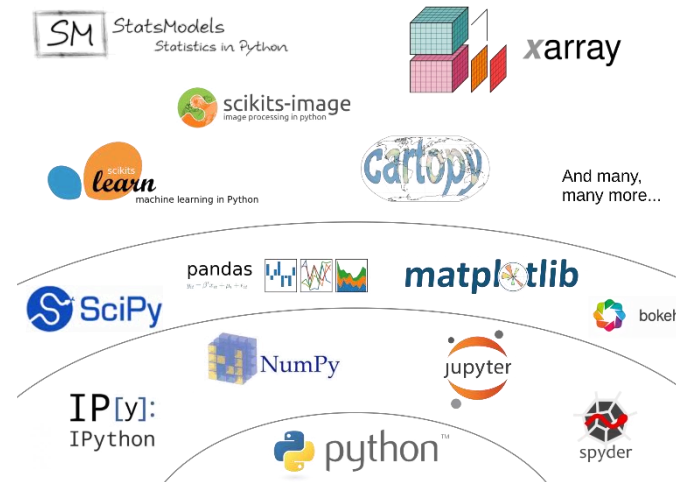 SM StatsModels
Statistics in Python
xarray
scikits-image
image processing in python
scikits
learn
machine learning in Python
cartopy
And many,
many more...
pandas
matplotlib
SciPy
bokeh
NumPy
jupyter
IP[y]:
IPython
python™
spyder